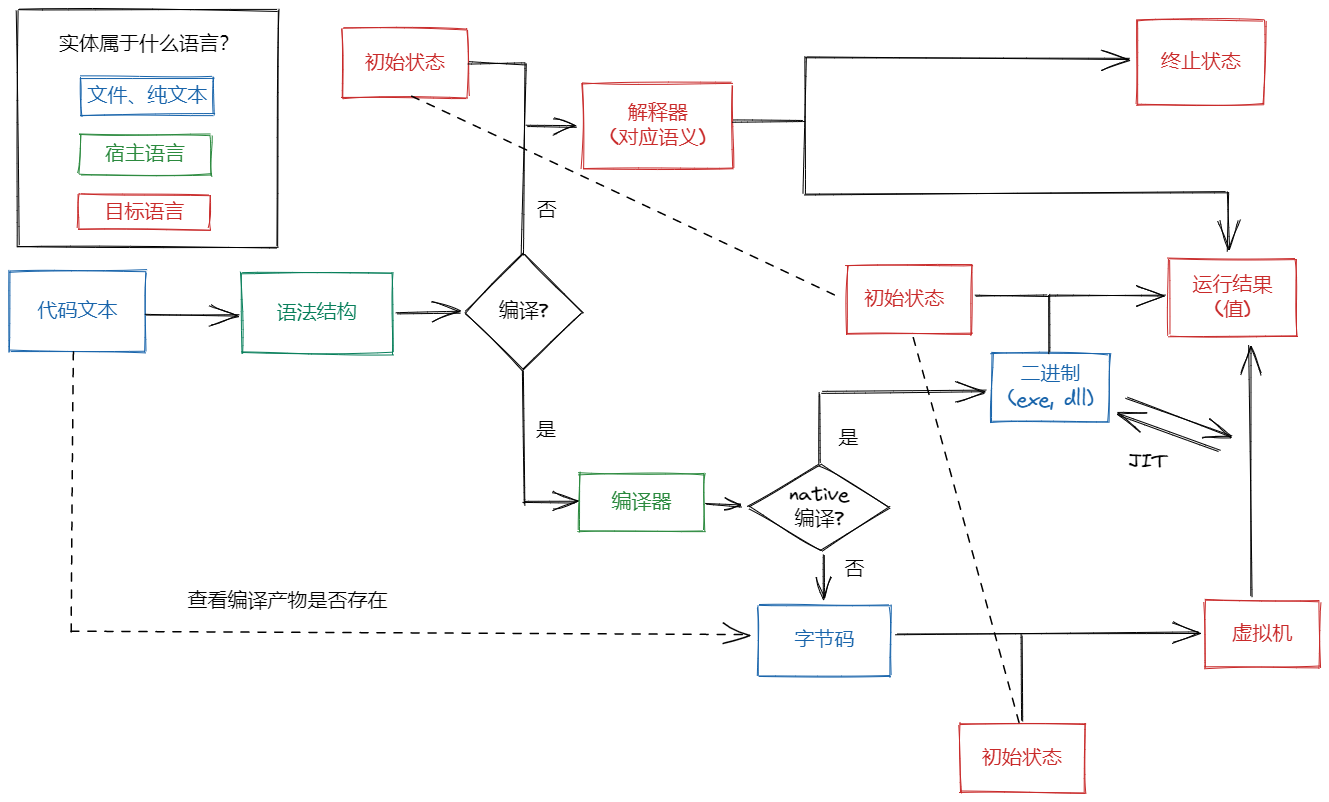 实体属于什么语言？
文件、纯文本
宿主语言
目标语言
初始状态
解释器
(对应语义)
终止状态
否
代码文本
语法结构
编译？
初始状态
运行结果
(值)
二进制
(exe, dll)
是
是
JIT
编译器
native
编译？
否
查看编译产物是否存在
字节码
虚拟机
初始状态